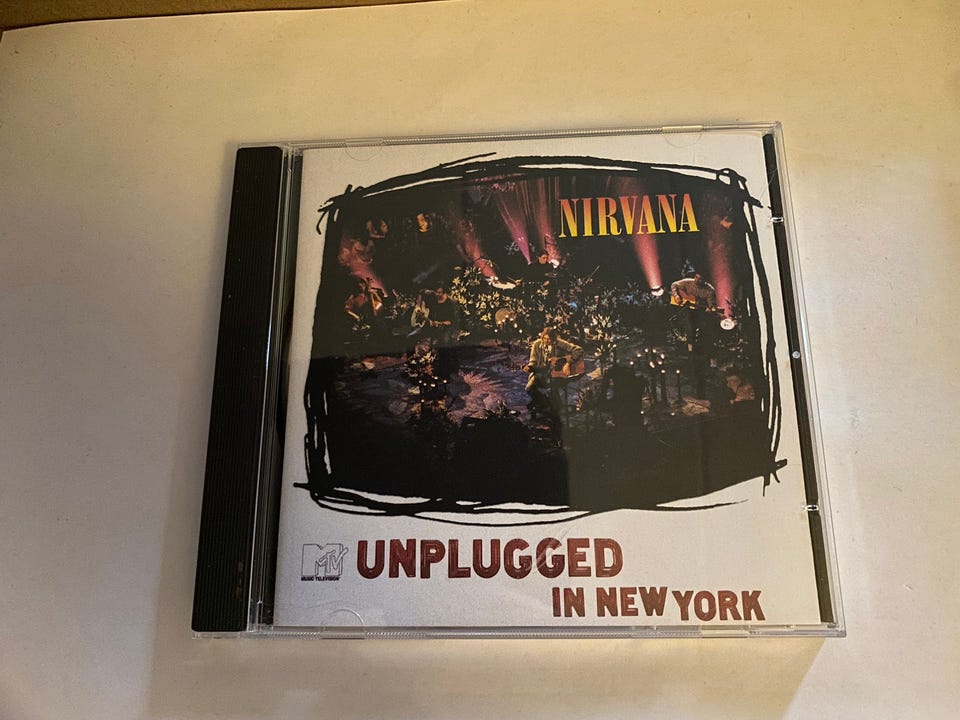 NIRVANA
MTV
MUSIC TELEVISION
UNPLUGGED
IN NEW YORK